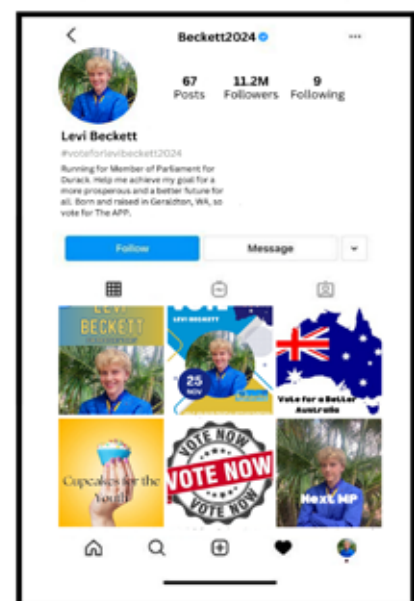 Beckett2024
67 11.2M 9
Posts Followers Following
Levi Beckett
#voteforlevibeckett2024
Running for Member of Parliament for
Durack. Help me achieve my goal for a
more prosperous and a better future for
all. Born and raised in Geraldton, WA, so
vote for The APP.
Follow Message
LEVI
BECKETT
VOTE
LEVI BECKETT
25
NOV
Vote for a Better
Australia
Cupcakes for the
Youth
VOTE NOW
VOTE NOW
VOTE NOW
Next MP